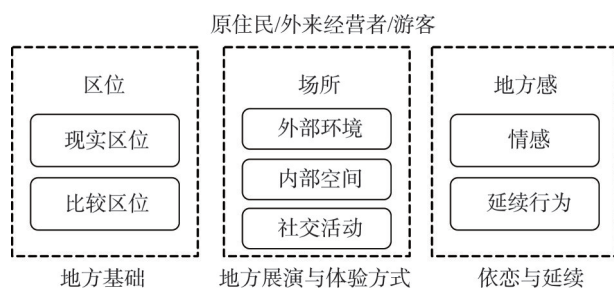 原住民/外来经营者/游客
区位
现实区位
比较区位
地方基础
场所
外部环境
内部空间
社交活动
地方展演与体验方式
地方感
情感
延续行为
依恋与延续